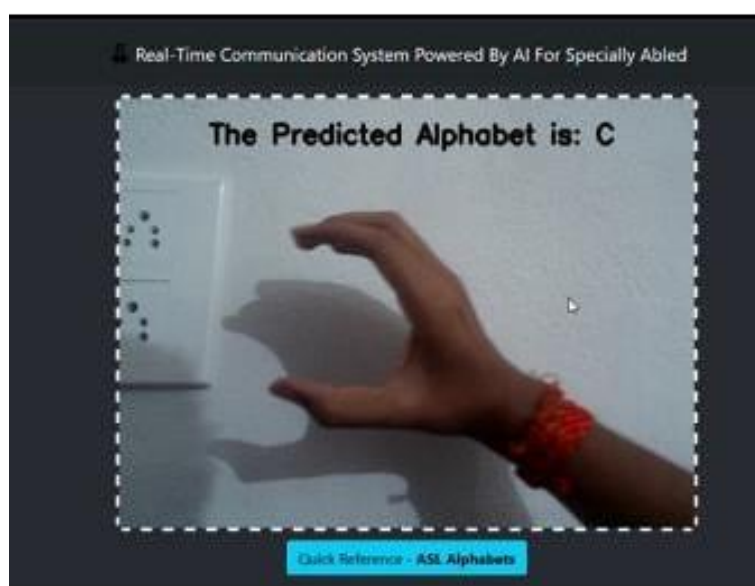 Real-Time Communication System Powered By AI For Specially Abled
The Predicted Alphabet is: C
Quick Reference - ASL Alphabets